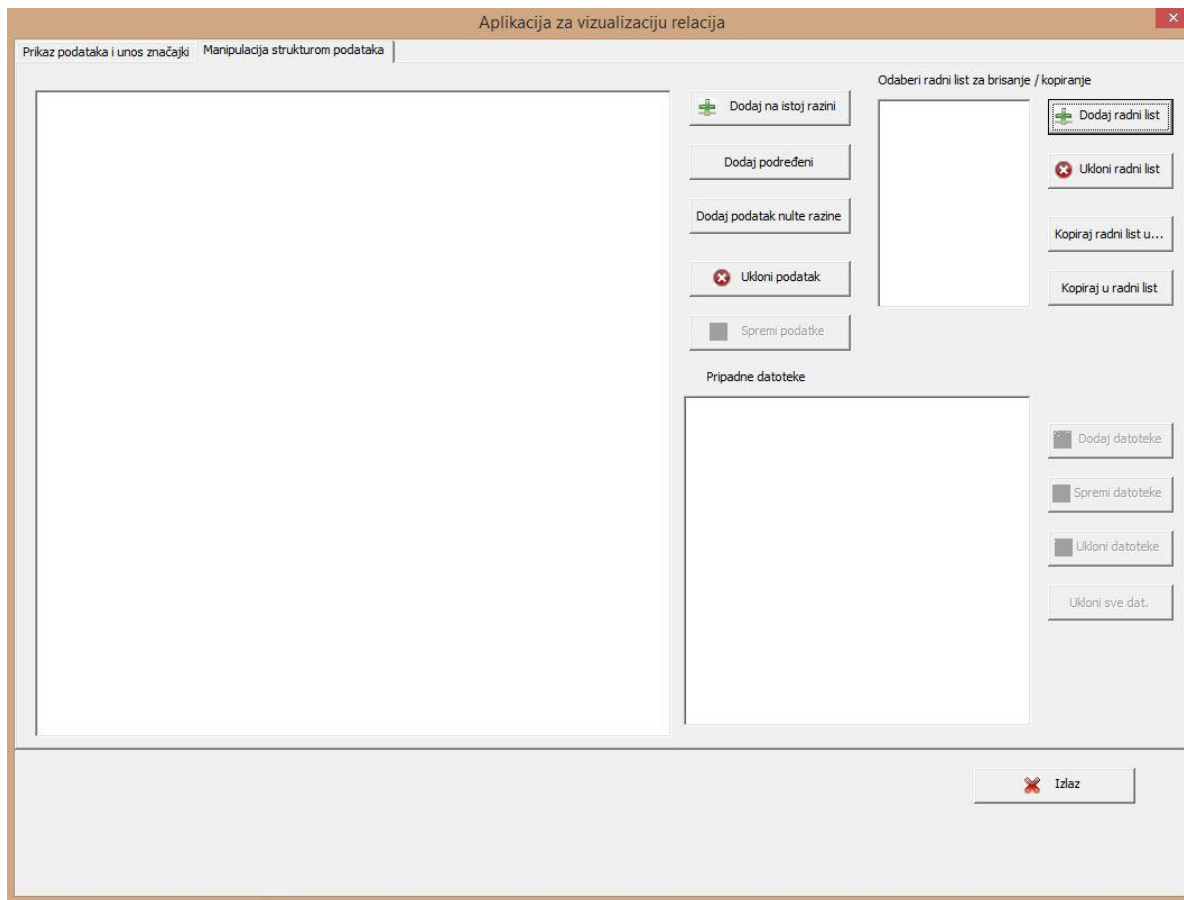 Aplikacija za vizualizaciju relacija
Prikaz podataka i unos značajki
Manipulacija strukturom podataka
Dodaj na istoj razini
Dodaj podređeni
Dodaj podatak nulte razine
Ukloni podatak
Spremi podatke
Odaberi radni list za brisanje / kopiranje
Dodaj radni list
Ukloni radni list
Kopiraj radni list u...
Kopiraj u radni list
Pripadne datoteke
Dodaj datoteke
Spremi datoteke
Ukloni datoteke
Ukloni sve dat.
Izlaz